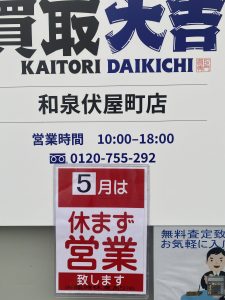 買取大吉
KAITORI DAIKICHI
和泉伏屋町店
営業時間 10:00–18:00
0120-755-292
5月は
休まず
営業
致します
無料査定致
お気軽に入